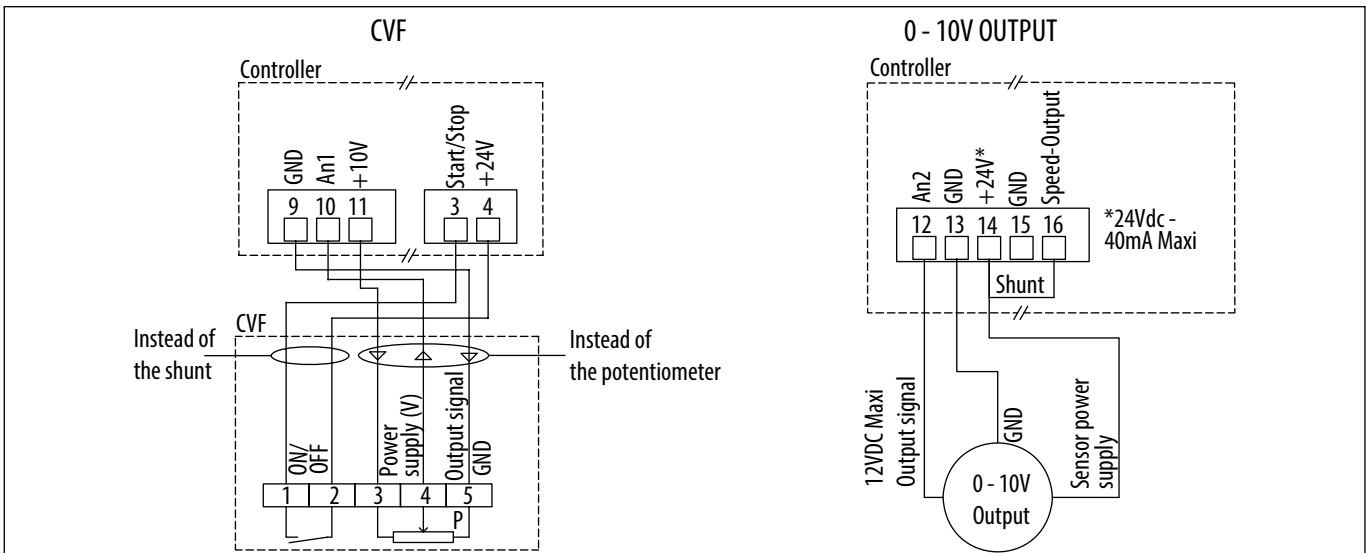 CVF
Controller
GND
An1
+10V
Start/Stop
+24V
9 10 11
3 4
CVF
Instead of
the shunt
Instead of
the potentiometer
ON/
OFF
Power
supply (V)
Output signal
GND
1 2 3 4 5
P
0 - 10V OUTPUT
Controller
An2
GND
+24V*
GND
Speed-Output
12 13 14 15 16
*24Vdc -
40mA Maxi
Shunt
12VDC Maxi
Output signal
GND
Sensor power
supply
0 - 10V
Output